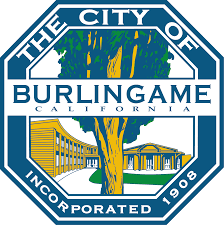 THE CITY OF
BURLINGAME
CALIFORNIA
INCORPORATED 1908